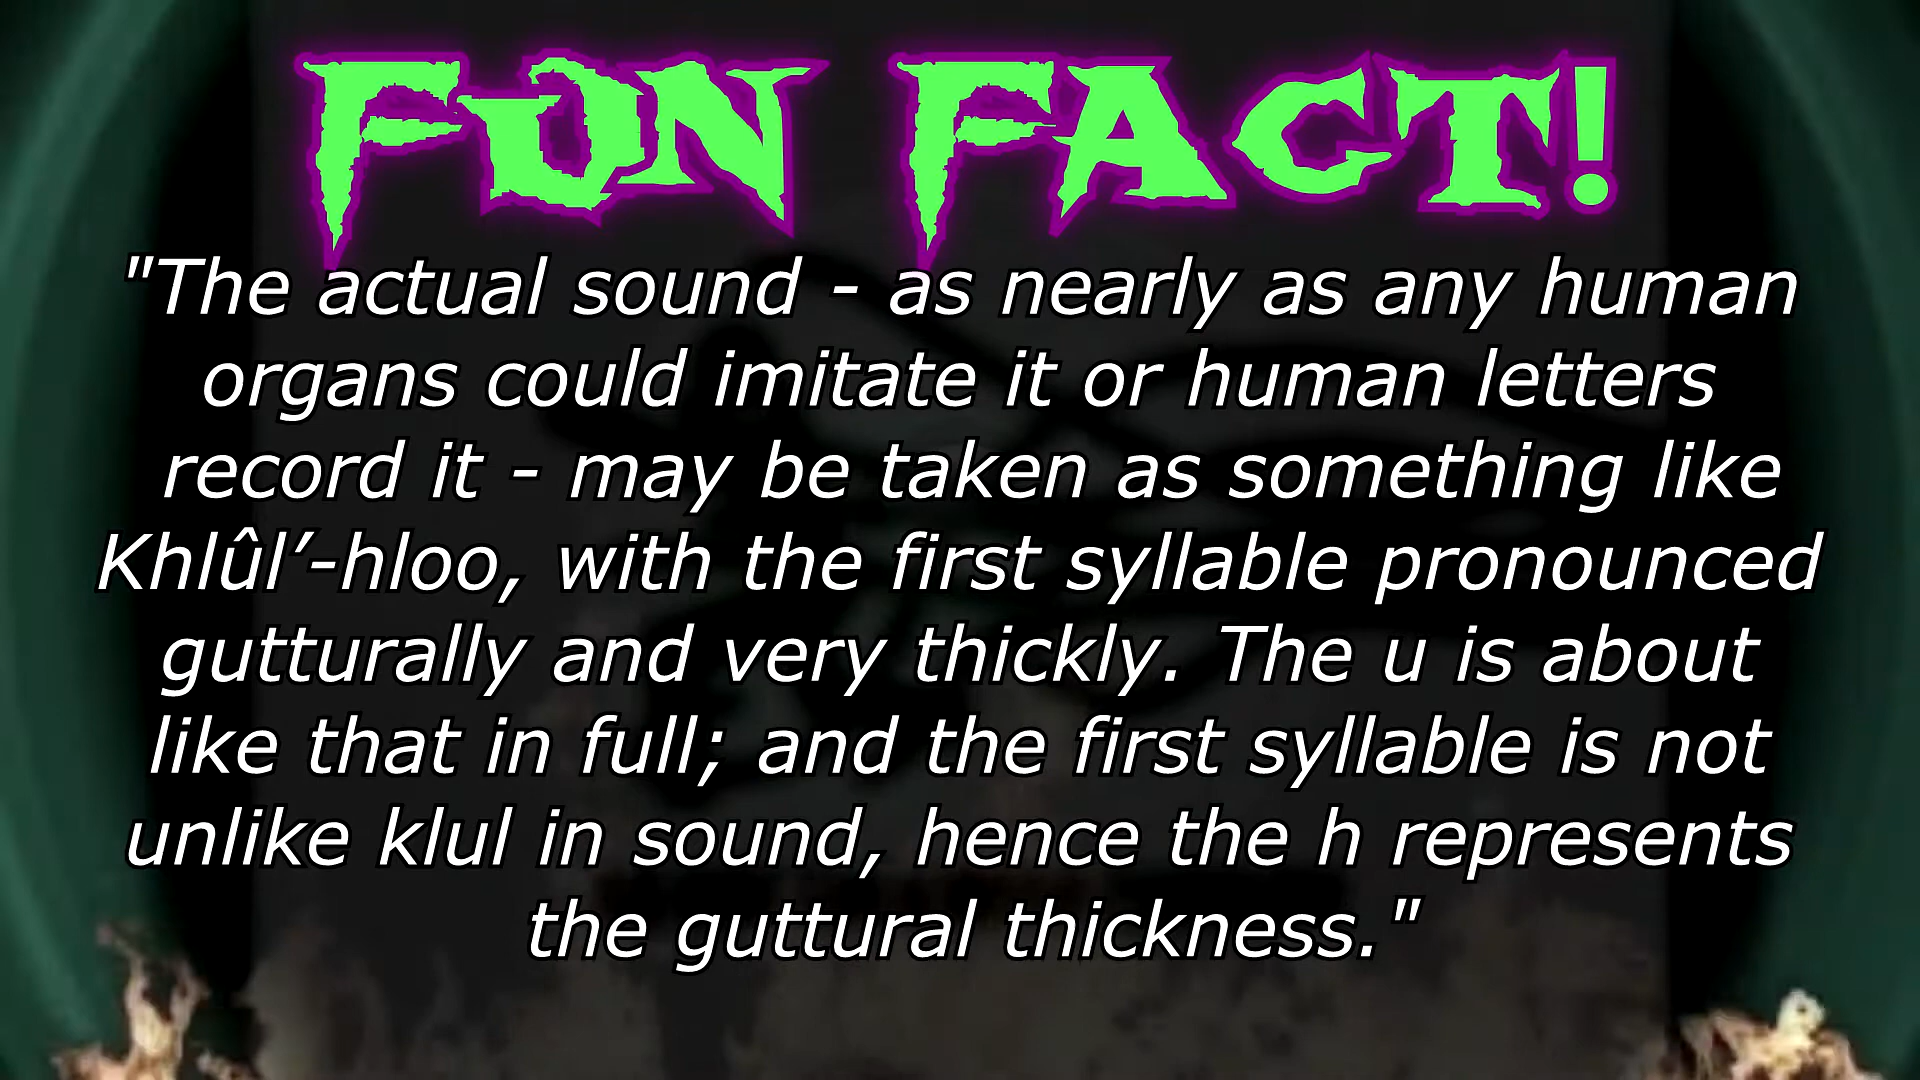 FUN FACT!
"The actual sound - as nearly as any human
organs could imitate it or human letters
record it - may be taken as something like
Khlûl’-hloo, with the first syllable pronounced
gutturally and very thickly. The u is about
like that in full; and the first syllable is not
unlike klul in sound, hence the h represents
the guttural thickness."